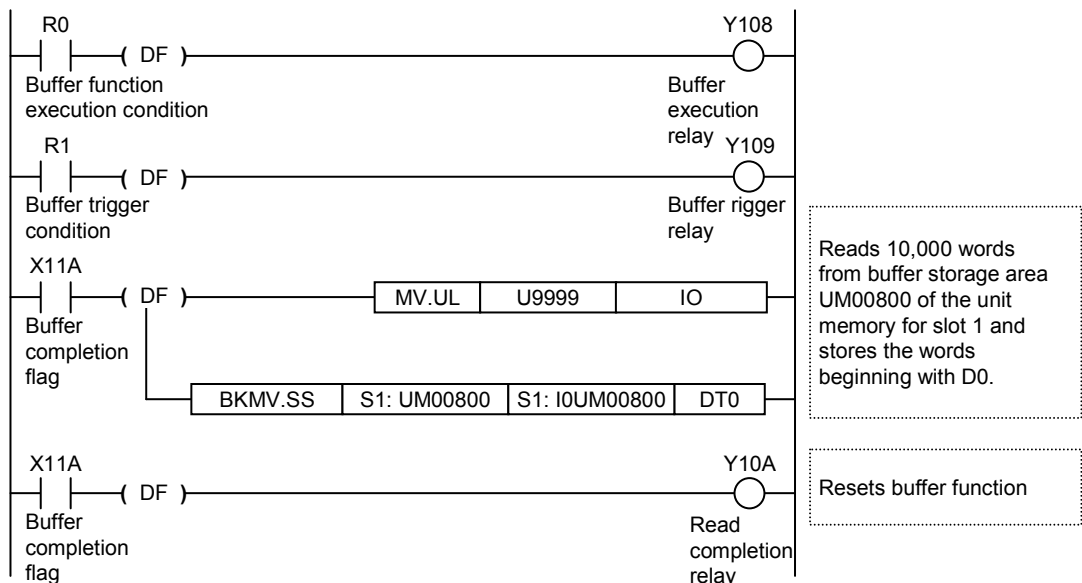 R0
Y108
( DF )
Buffer function
execution condition
Buffer
execution
relay
R1
Y109
( DF )
Buffer trigger
condition
Buffer rigger
relay
X11A
( DF )
MV.UL U9999 IO
Buffer
completion
flag
BKMV.SS S1: UM00800 S1: I0UM00800 DT0
Reads 10,000 words
from buffer storage area
UM00800 of the unit
memory for slot 1 and
stores the words
beginning with D0.
X11A
Y10A
( DF )
Buffer
completion
flag
Read
completion
relay
Resets buffer function